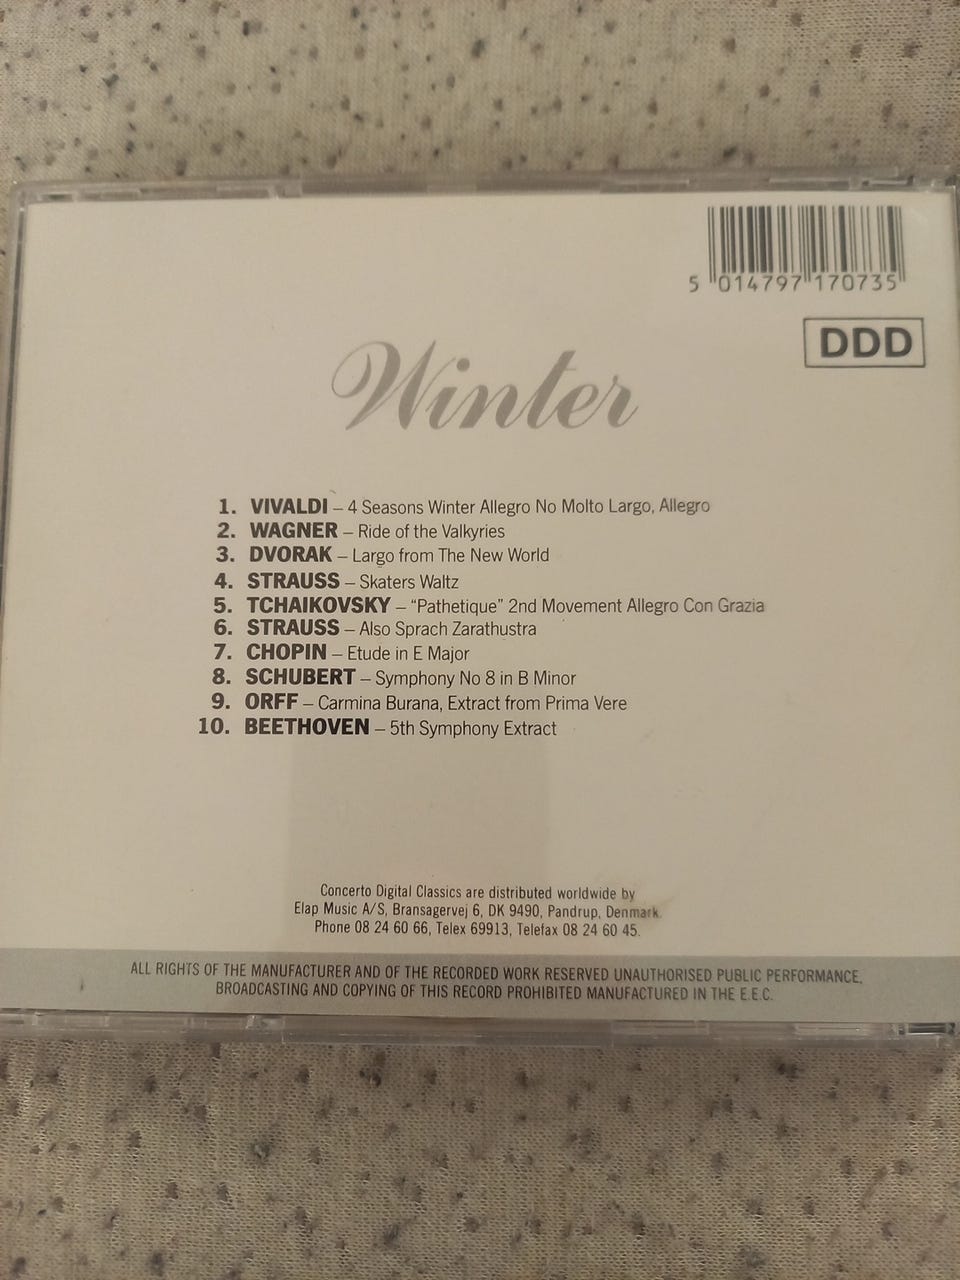 5 014797 170735
DDD
Winter
1. VIVALDI – 4 Seasons Winter Allegro No Molto Largo, Allegro
2. WAGNER – Ride of the Valkyries
3. DVORAK – Largo from The New World
4. STRAUSS – Skaters Waltz
5. TCHAIKOVSKY – “Pathetique” 2nd Movement Allegro Con Grazia
6. STRAUSS – Also Sprach Zarathustra
7. CHOPIN – Etude in E Major
8. SCHUBERT – Symphony No 8 in B Minor
9. ORFF – Carmina Burana, Extract from Prima Vere
10. BEETHOVEN – 5th Symphony Extract
Concerto Digital Classics are distributed worldwide by
Elap Music A/S, Bransagervej 6, DK 9490, Pandrup, Denmark.
Phone 08 24 60 66, Telex 69913, Telefax 08 24 60 45.
ALL RIGHTS OF THE MANUFACTURER AND OF THE RECORDED WORK RESERVED UNAUTHORISED PUBLIC PERFORMANCE,
BROADCASTING AND COPYING OF THIS RECORD PROHIBITED MANUFACTURED IN THE E.E.C.